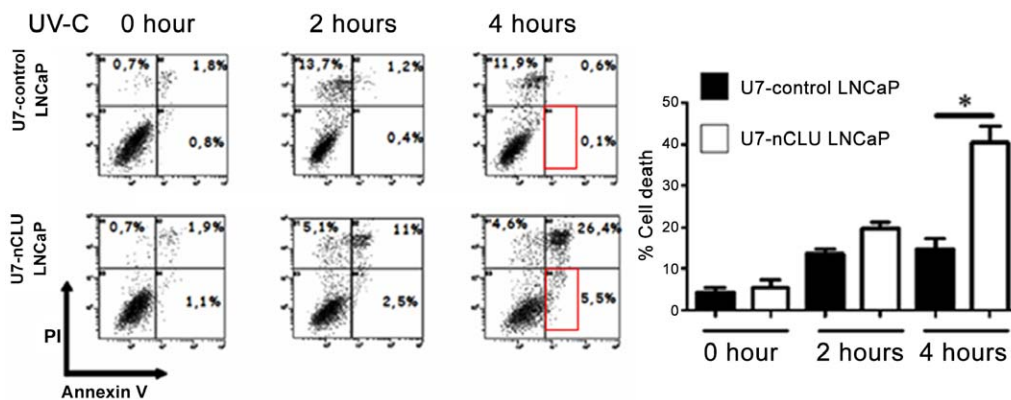 UV-C 0 hour 2 hours 4 hours
U7-control
LNCaP
0,7% 1,8%
0,8%
13,7% 1,2%
0,4%
11,9% 0,6%
0,1%
U7-nCLU
LNCaP
0,7% 1,9%
1,1%
5,1% 11%
2,5%
4,6% 26,4%
5,5%
PI
Annexin V
U7-control LNCaP
U7-nCLU LNCaP
*
% Cell death
50
40
30
20
10
0
0 hour 2 hours 4 hours